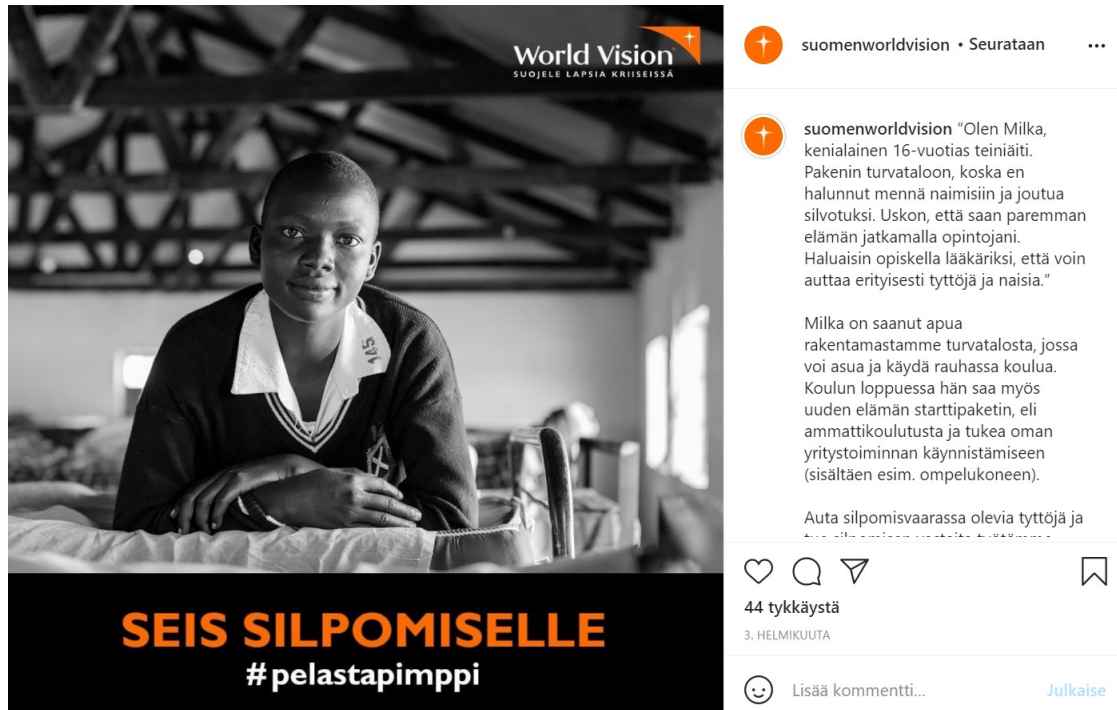 World Vision
SUOJELE LAPSIA KRIISEISSÄ
145
SEIS SILPOMISELLE
#pelastapimppi
suomenworldvision • Seurataan
suomenworldvision “Olen Milka,
kenialainen 16-vuotias teiniäiti.
Pakenin turvataloon, koska en
halunnut mennä naimisiin ja joutua
silvotuksi. Uskon, että saan paremman
elämän jatkamalla opintojani.
Haluaisin opiskella lääkäriksi, että voin
auttaa erityisesti tyttöjä ja naisia.”
Milka on saanut apua
rakentamastamme turvatalosta, jossa
voi asua ja käydä rauhassa koulua.
Koulun loppuessa hän saa myös
uuden elämän starttipaketin, eli
ammattikoulutusta ja tukea oman
yritystoiminnan käynnistämiseen
(sisältäen esim. ompelukoneen).
Auta silpomisvaarassa olevia tyttöjä ja
44 tykkäystä
3. HELMIKUUTA
Lisää kommentti...
Julkaise